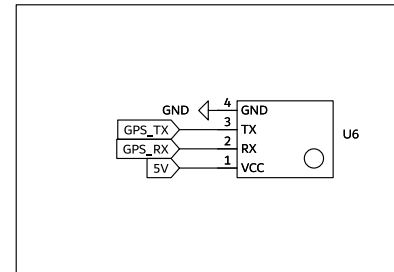 GND 4 GND
GPS_TX 3 TX
GPS_RX 2 RX
5V 1 VCC
U6